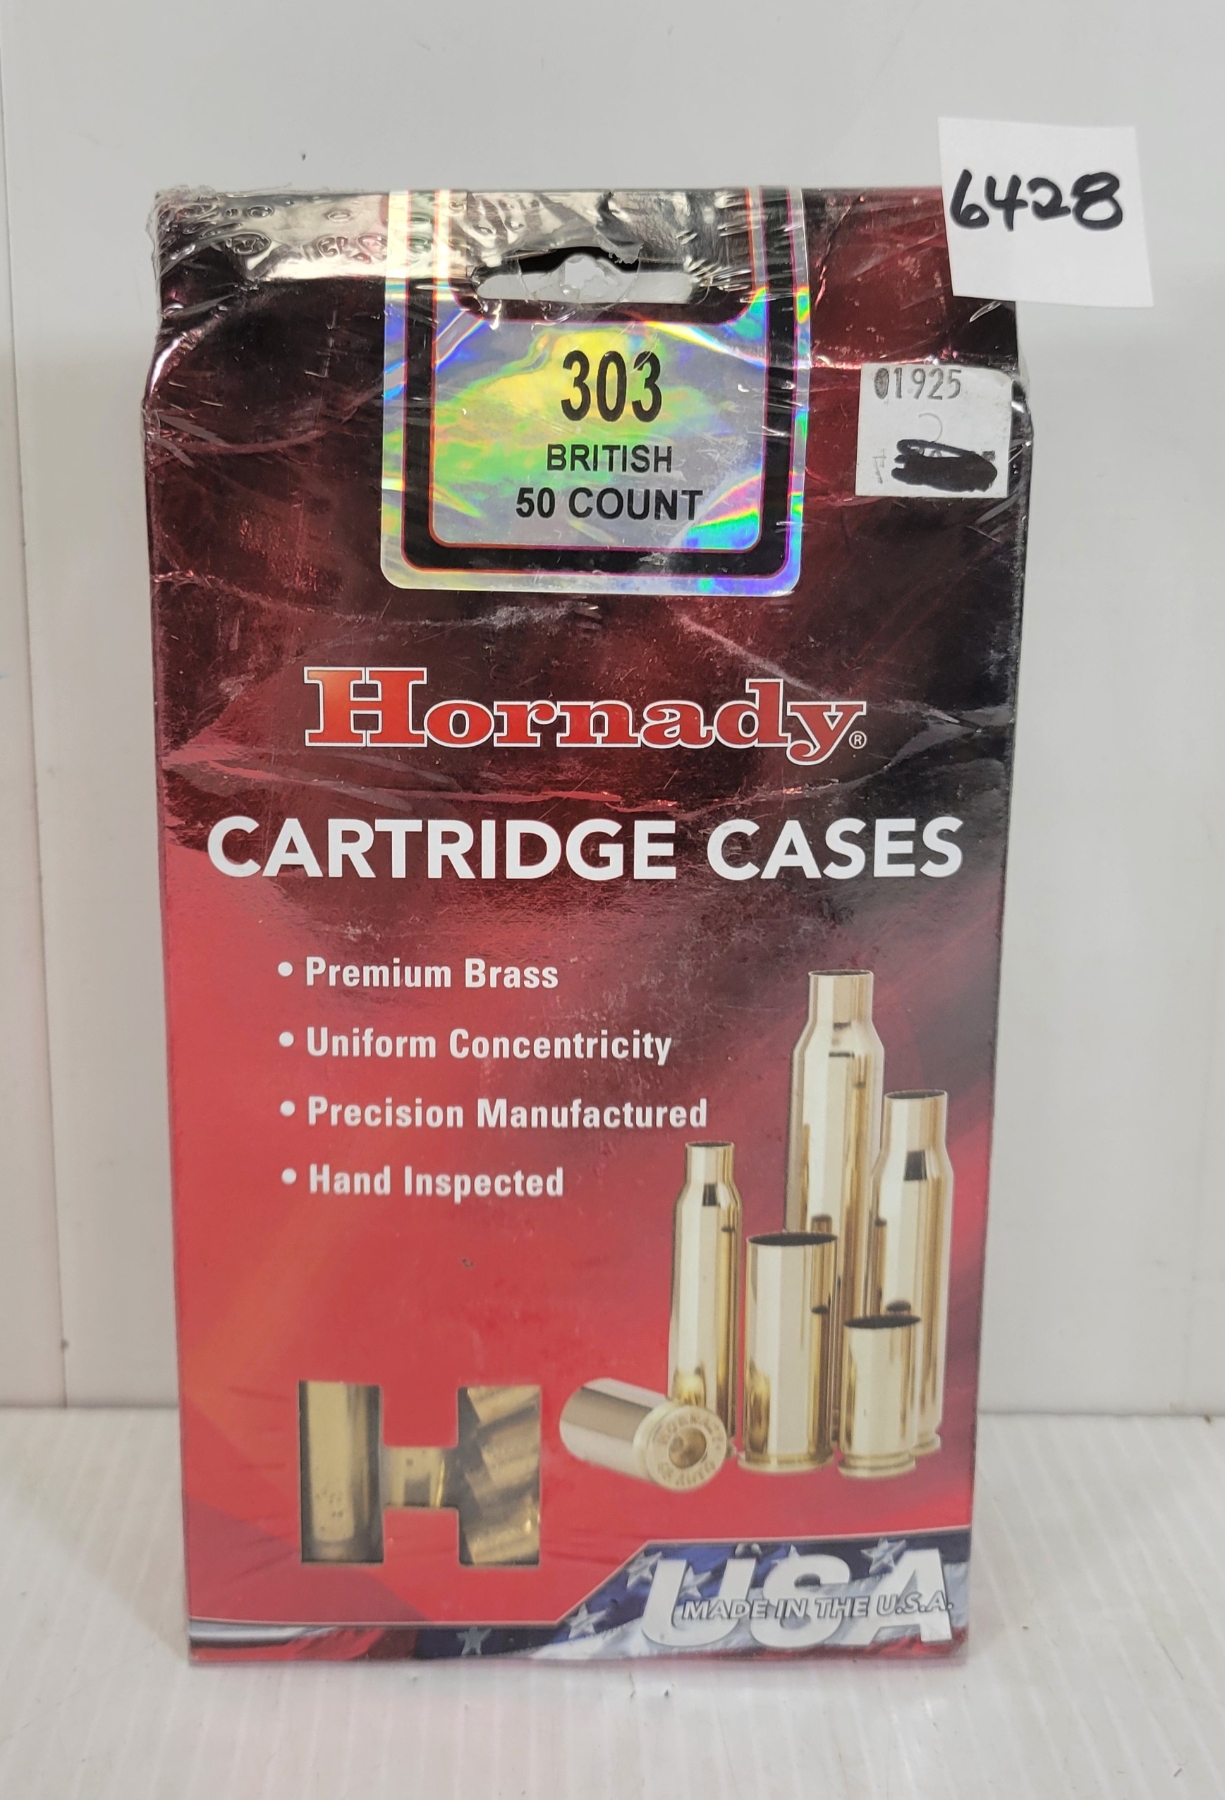 6428
01925
303
BRITISH
50 COUNT
Hornady®
CARTRIDGE CASES
• Premium Brass
• Uniform Concentricity
• Precision Manufactured
• Hand Inspected
USA
MADE IN THE U.S.A.